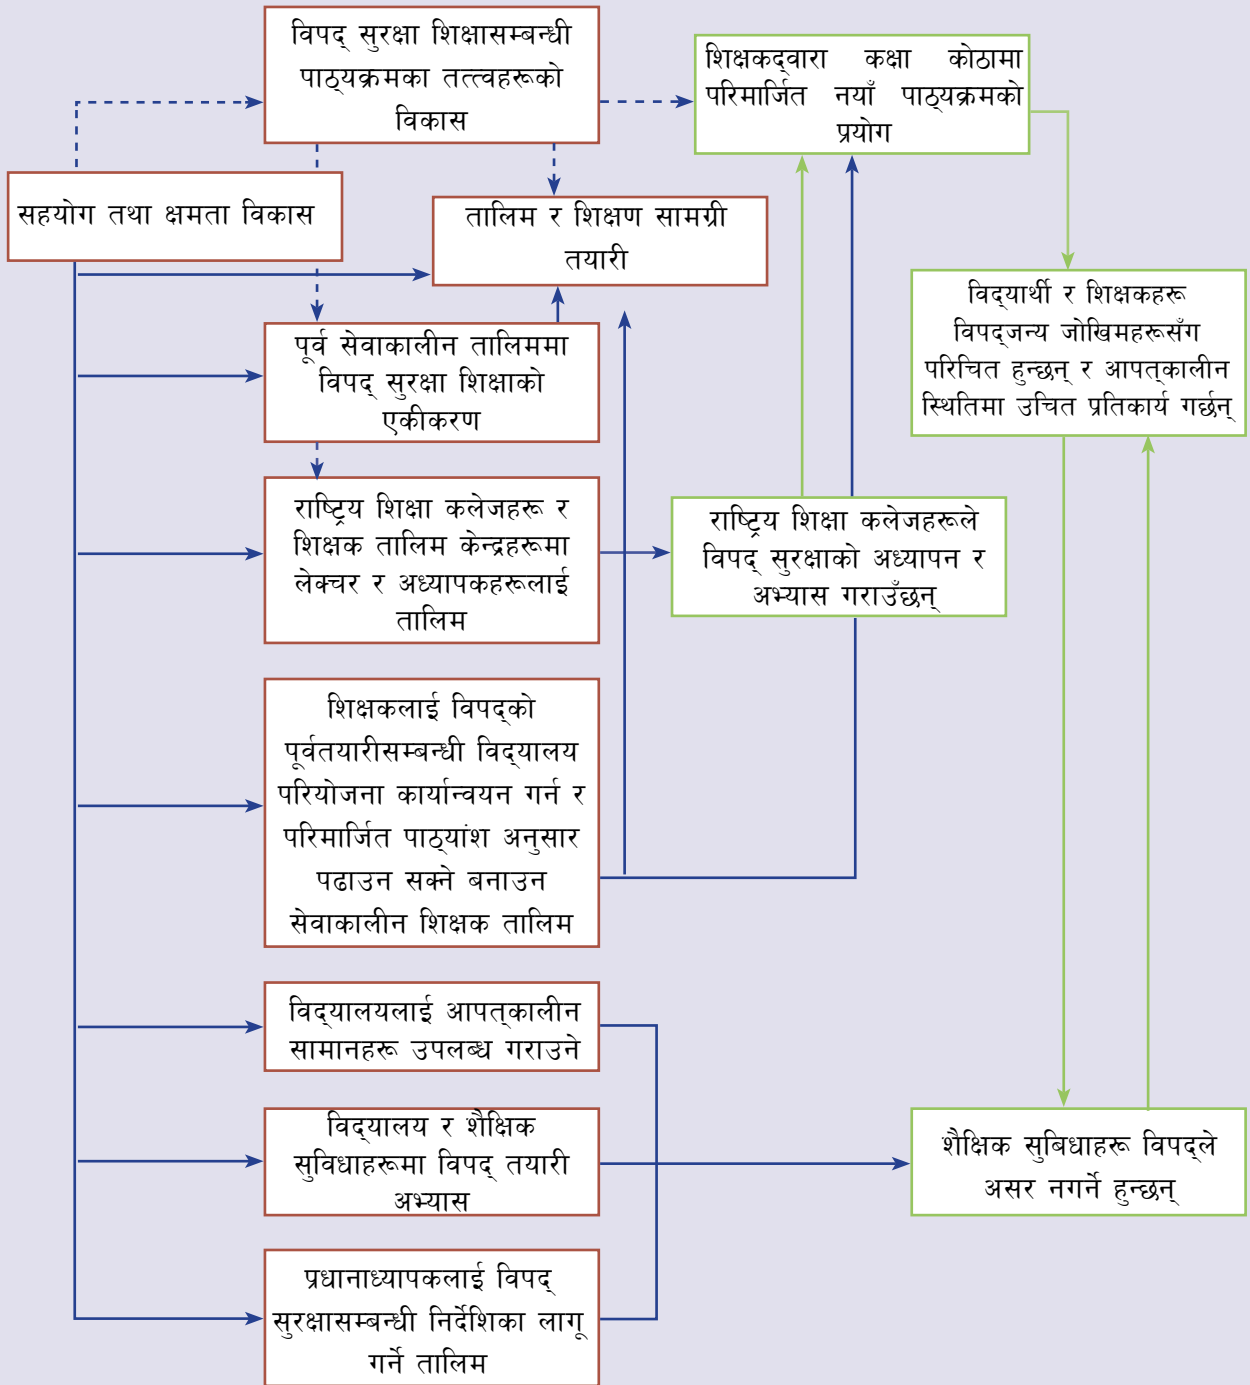 विपद् सुरक्षा शिक्षासम्बन्धी
पाठ्यक्रमका तत्त्वहरूको
विकास
शिक्षकद्वारा कक्षा कोठामा
परिमार्जित नयाँ पाठ्यक्रमको
प्रयोग
सहयोग तथा क्षमता विकास
तालिम र शिक्षण सामग्री
तयारी
विद्यार्थी र शिक्षकहरू
विपद्जन्य जोखिमहरूसँग
परिचित हुन्छन् र आपत्कालीन
स्थितिमा उचित प्रतिकार्य गर्छन्
पूर्व सेवाकालीन तालिममा
विपद् सुरक्षा शिक्षाको
एकीकरण
राष्ट्रिय शिक्षा कलेजहरू र
शिक्षक तालिम केन्द्रहरूमा
लेक्चर र अध्यापकहरूलाई
तालिम
राष्ट्रिय शिक्षा कलेजहरूले
विपद् सुरक्षाको अध्यापन र
अभ्यास गराउँछन्
शिक्षकलाई विपद्को
पूर्वतयारीसम्बन्धी विद्यालय
परियोजना कार्यान्वयन गर्न र
परिमार्जित पाठ्यांश अनुसार
पढाउन सक्ने बनाउन
सेवाकालीन शिक्षक तालिम
विद्यालयलाई आपत्कालीन
सामानहरू उपलब्ध गराउने
विद्यालय र शैक्षिक
सुविधाहरूमा विपद् तयारी
अभ्यास
शैक्षिक सुबिधाहरू विपद्ले
असर नगर्ने हुन्छन्
प्रधानाध्यापकलाई विपद्
सुरक्षासम्बन्धी निर्देशिका लागू
गर्ने तालिम